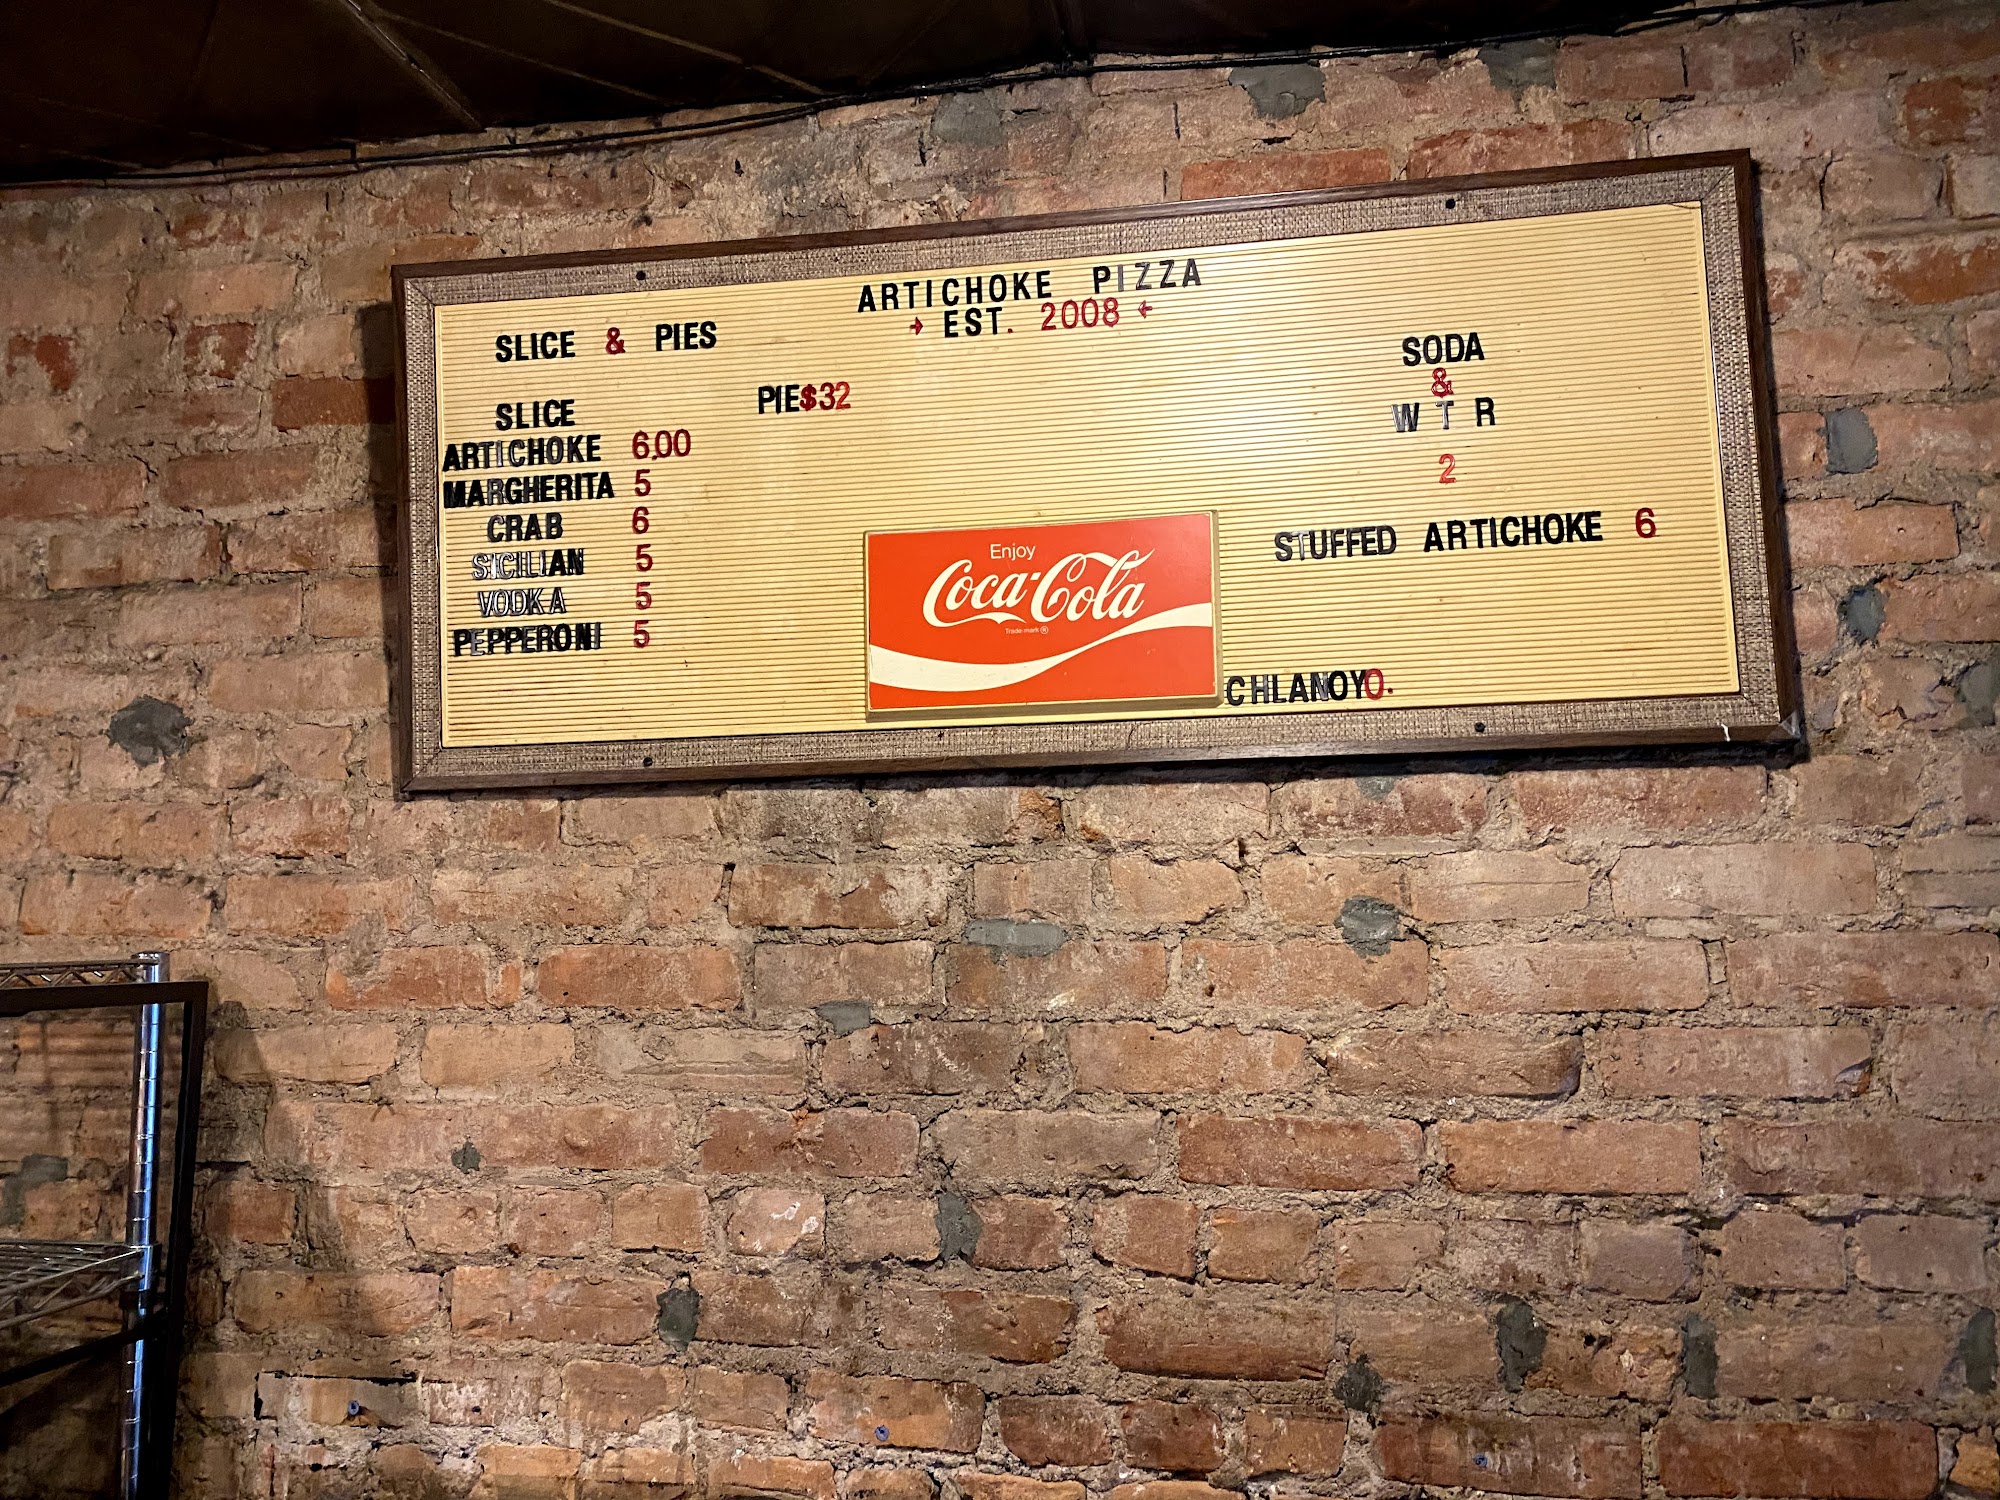 ARTICHOKE PIZZA
→ EST. 2008 ←
SLICE & PIES
PIE$32
SLICE
ARTICHOKE 6.00
MARGHERITA 5
CRAB 6
SICILIAN 5
VODKA 5
PEPPERONI 5
SODA
&
WTR
2
STUFFED ARTICHOKE 6
Enjoy
Coca-Cola
Trade mark ®
CHLANOYO.